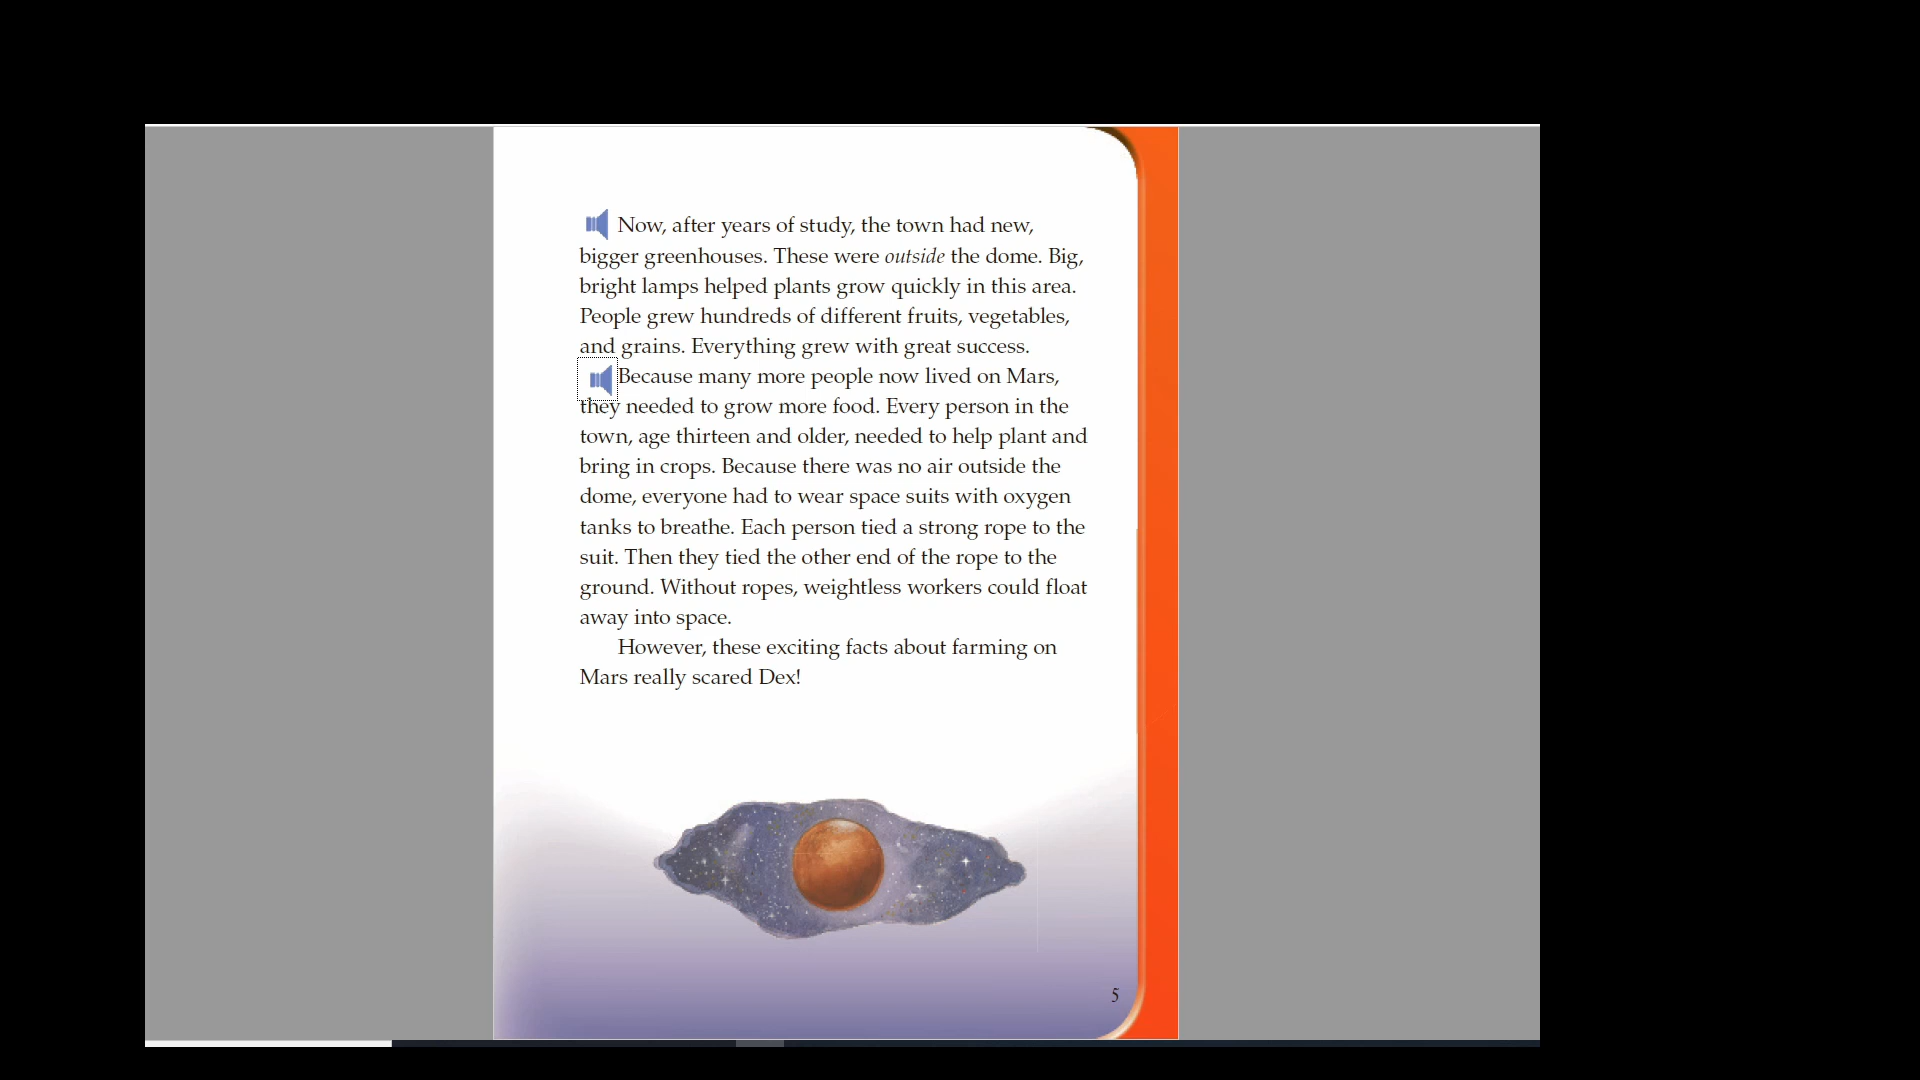 Now, after years of study, the town had new,
bigger greenhouses. These were outside the dome. Big,
bright lamps helped plants grow quickly in this area.
People grew hundreds of different fruits, vegetables,
and grains. Everything grew with great success.
Because many more people now lived on Mars,
they needed to grow more food. Every person in the
town, age thirteen and older, needed to help plant and
bring in crops. Because there was no air outside the
dome, everyone had to wear space suits with oxygen
tanks to breathe. Each person tied a strong rope to the
suit. Then they tied the other end of the rope to the
ground. Without ropes, weightless workers could float
away into space.
However, these exciting facts about farming on
Mars really scared Dex!
5